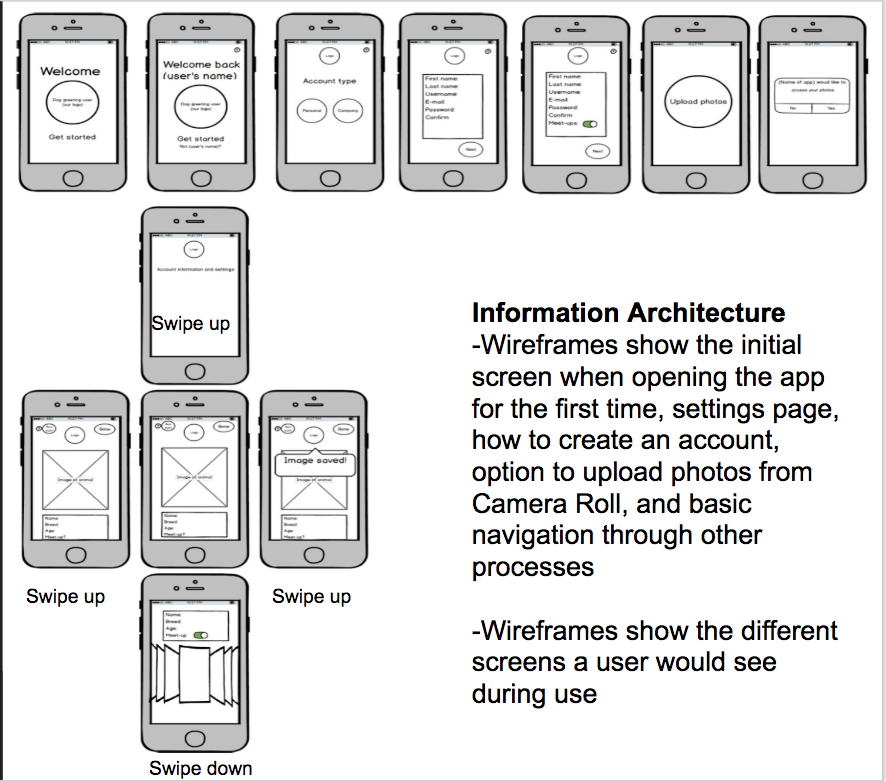 Welcome
Dog greeting user
(our logo)
Get started
Welcome back
(user's name)
Dog greeting user
(our logo)
Get started
Not (user's name)?
Logo
Account type
Personal
Company
Logo
First name:
Last name:
Username:
E-mail:
Password:
Confirm:
Next
Logo
First name:
Last name:
Username:
E-mail:
Password:
Confirm:
Meet-ups:
Next
Upload photos
(Name of app) would like to
access your photos
No
Yes
Logo
Account information and settings
Swipe up
Logo
Image of animal
Name:
Breed:
Age:
Meet-up?
Logo
Image of animal
Name:
Breed:
Age:
Meet-up?
Logo
Image saved!
Image of animal
Name:
Breed:
Age:
Meet-up?
Swipe up
Swipe up
Name:
Breed:
Age:
Meet-up
Swipe down
Information Architecture
-Wireframes show the initial
screen when opening the app
for the first time, settings page,
how to create an account,
option to upload photos from
Camera Roll, and basic
navigation through other
processes
-Wireframes show the different
screens a user would see
during use